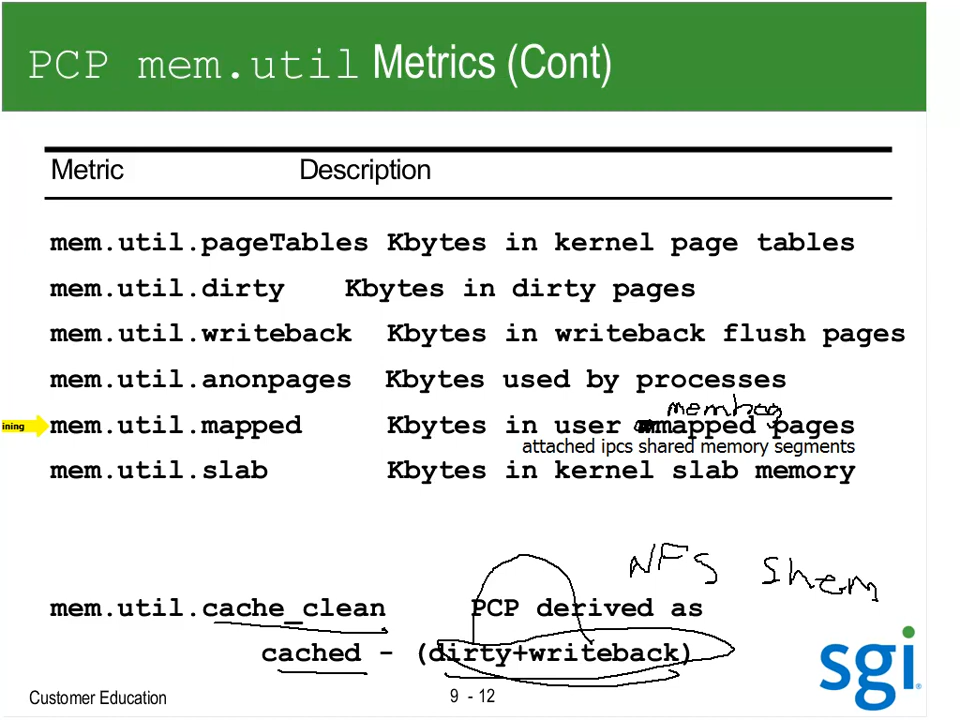 PCP mem.util Metrics (Cont)
Metric Description
mem.util.pageTables Kbytes in kernel page tables
mem.util.dirty Kbytes in dirty pages
mem.util.writeback Kbytes in writeback flush pages
mem.util.anonpages Kbytes used by processes
ining mem.util.mapped Kbytes in user mapped pages
attached ipcs shared memory segments
mem.util.slab Kbytes in kernel slab memory
NFS Shem
mem.util.cache_clean PCP derived as
cached - (dirty+writeback)
sgi
Customer Education 9 - 12